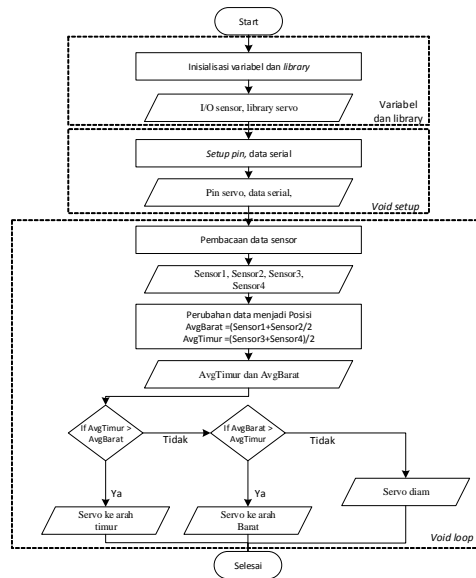 Start
Inisialisasi variabel dan library
I/O sensor, library servo
Variabel
dan library
Setup pin, data serial
Pin servo, data serial,
Void setup
Pembacaan data sensor
Sensor1, Sensor2, Sensor3,
Sensor4
Perubahan data menjadi Posisi
AvgBarat =(Sensor1+Sensor2/2
AvgTimur =(Sensor3+Sensor4)/2
AvgTimur dan AvgBarat
If AvgTimur >
AvgBarat
Tidak
If AvgBarat >
AvgTimur
Tidak
Ya
Ya
Servo diam
Servo ke arah
timur
Servo ke arah
Barat
Void loop
Selesai